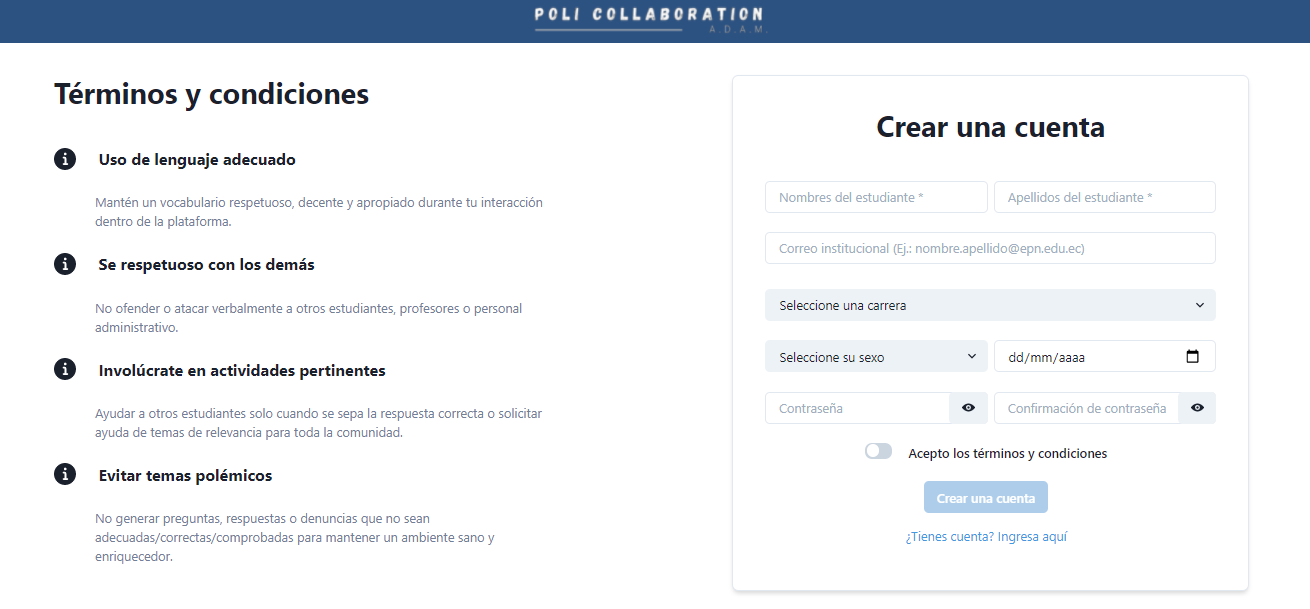 POLI COLLABORATION
A.D.A.M.
Términos y condiciones
Uso de lenguaje adecuado
Mantén un vocabulario respetuoso, decente y apropiado durante tu interacción
dentro de la plataforma.
Se respetuoso con los demás
No ofender o atacar verbalmente a otros estudiantes, profesores o personal
administrativo.
Involúcrate en actividades pertinentes
Ayudar a otros estudiantes solo cuando se sepa la respuesta correcta o solicitar
ayuda de temas de relevancia para toda la comunidad.
Evitar temas polémicos
No generar preguntas, respuestas o denuncias que no sean
adecuadas/correctas/comprobadas para mantener un ambiente sano y
enriquecedor.
Crear una cuenta
Nombres del estudiante *
Apellidos del estudiante *
Correo institucional (Ej.: nombre.apellido@epn.edu.ec)
Seleccione una carrera
Seleccione su sexo
dd/mm/aaaa
Contraseña
Confirmación de contraseña
Acepto los términos y condiciones
Crear una cuenta
¿Tienes cuenta? Ingresa aquí